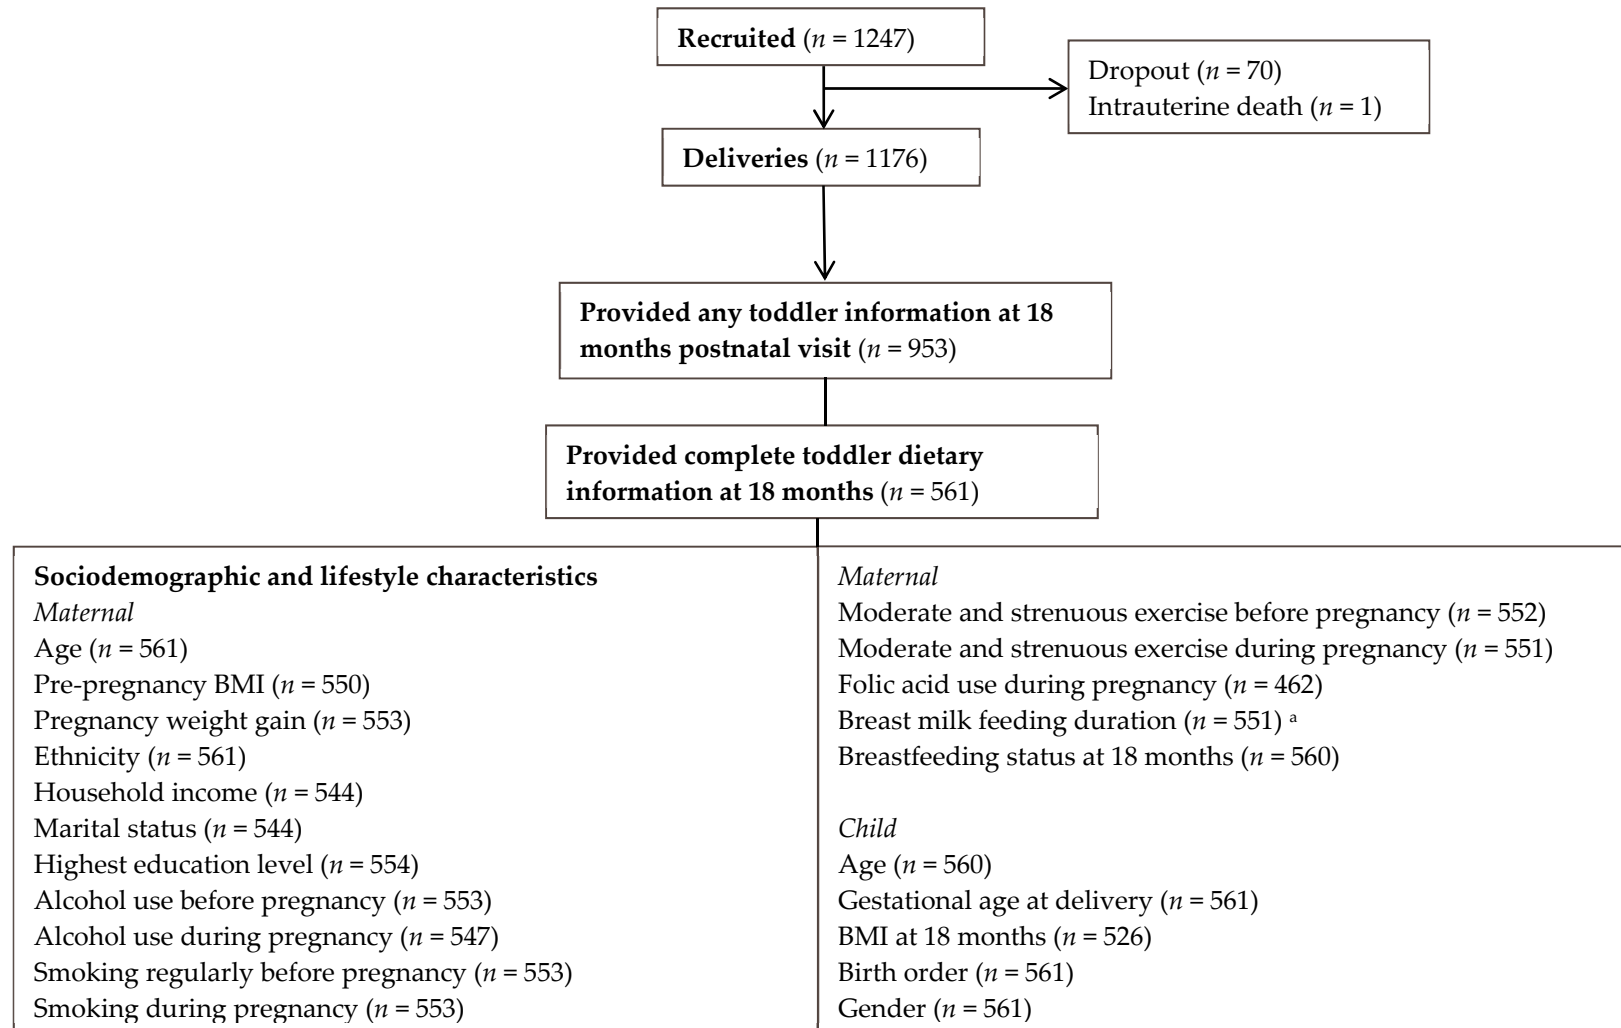 Recruited (n = 1247)
Dropout (n = 70)
Intrauterine death (n = 1)
Deliveries (n = 1176)
Provided any toddler information at 18
months postnatal visit (n = 953)
Provided complete toddler dietary
information at 18 months (n = 561)
Sociodemographic and lifestyle characteristics
Maternal
Age (n = 561)
Pre-pregnancy BMI (n = 550)
Pregnancy weight gain (n = 553)
Ethnicity (n = 561)
Household income (n = 544)
Marital status (n = 544)
Highest education level (n = 554)
Alcohol use before pregnancy (n = 553)
Alcohol use during pregnancy (n = 547)
Smoking regularly before pregnancy (n = 553)
Smoking during pregnancy (n = 553)
Maternal
Moderate and strenuous exercise before pregnancy (n = 552)
Moderate and strenuous exercise during pregnancy (n = 551)
Folic acid use during pregnancy (n = 462)
Breast milk feeding duration (n = 551) ª
Breastfeeding status at 18 months (n = 560)
Child
Age (n = 560)
Gestational age at delivery (n = 561)
BMI at 18 months (n = 526)
Birth order (n = 561)
Gender (n = 561)